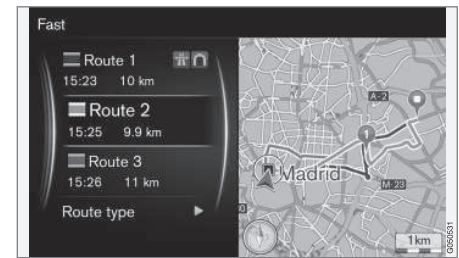 Fast
Route 1
15:23 10 km
Route 2
15:25 9.9 km
Route 3
15:26 11 km
Route type
A-2
1
Madrid
M-23
1km
G050531